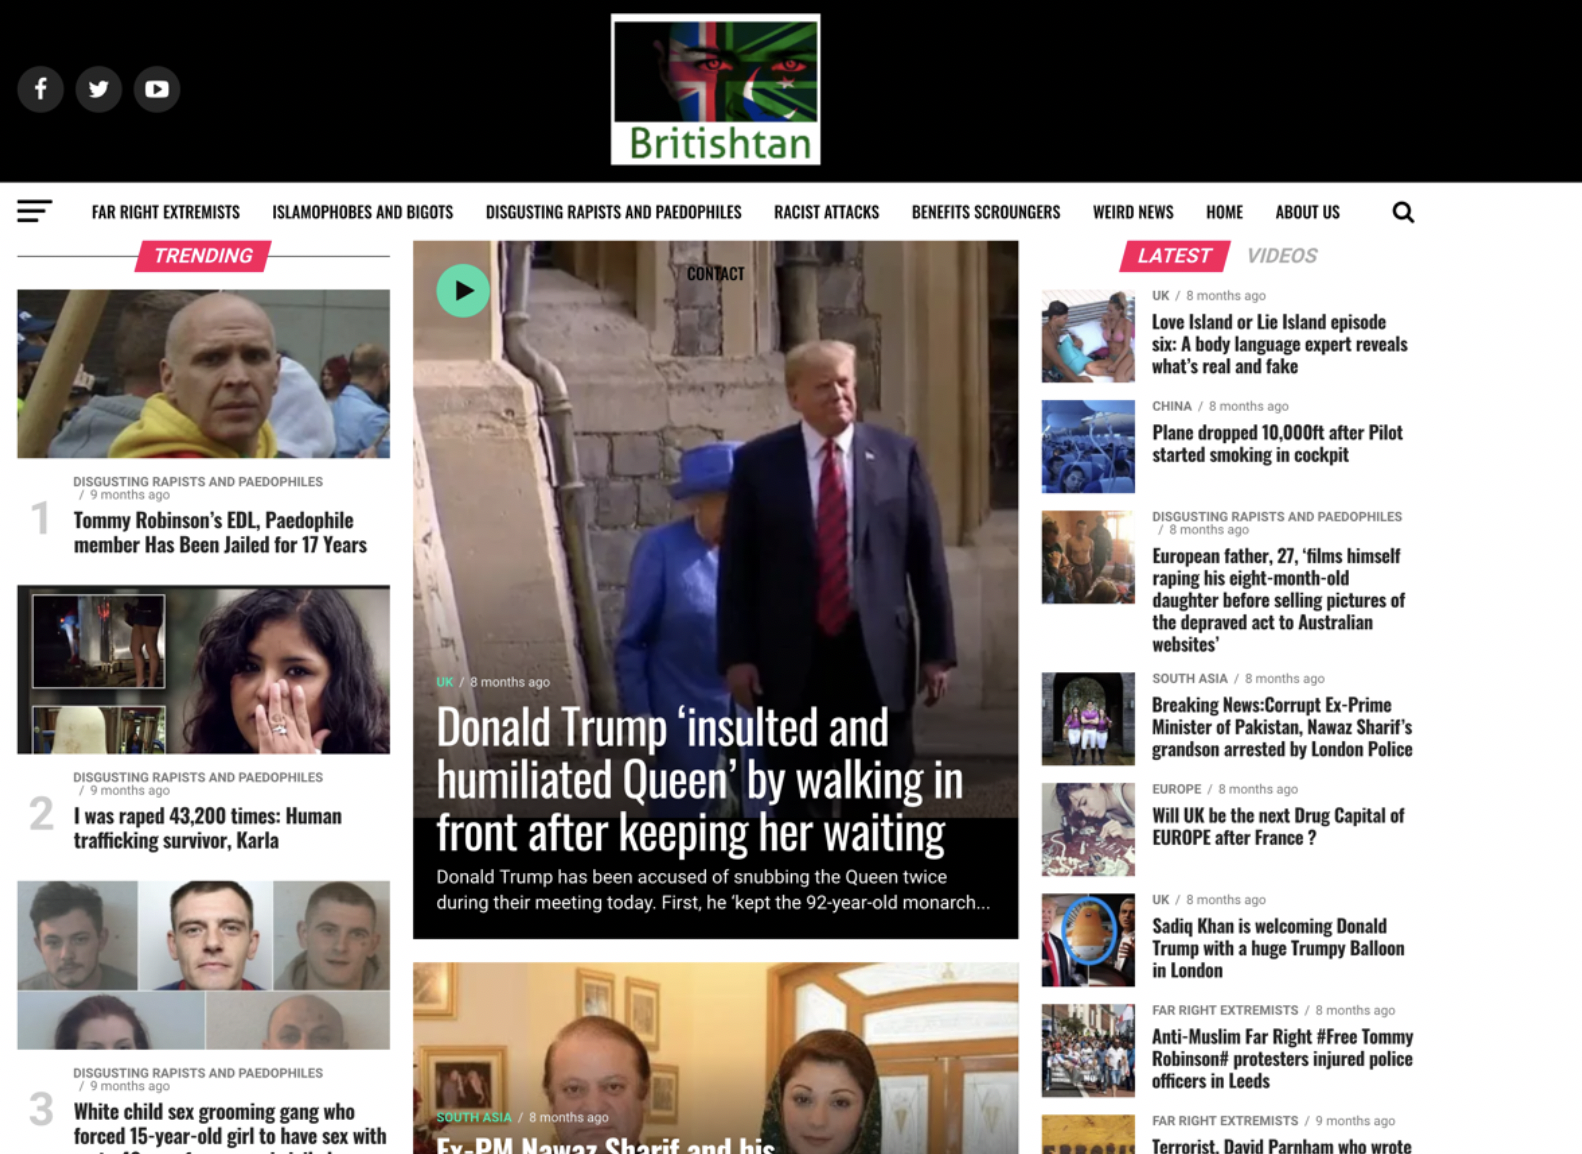 Britishtan
FAR RIGHT EXTREMISTS
ISLAMOPHOBES AND BIGOTS
DISGUSTING RAPISTS AND PAEDOPHILES
RACIST ATTACKS
BENEFITS SCROUNGERS
WEIRD NEWS
HOME
ABOUT US
CONTACT
TRENDING
DISGUSTING RAPISTS AND PAEDOPHILES
/ 9 months ago
1
Tommy Robinson's EDL, Paedophile
member Has Been Jailed for 17 Years
DISGUSTING RAPISTS AND PAEDOPHILES
/ 9 months ago
2
I was raped 43,200 times: Human
trafficking survivor, Karla
DISGUSTING RAPISTS AND PAEDOPHILES
/ 9 months ago
3
White child sex grooming gang who
forced 15-year-old girl to have sex with
UK / 8 months ago
Donald Trump ‘insulted and
humiliated Queen’ by walking in
front after keeping her waiting
Donald Trump has been accused of snubbing the Queen twice
during their meeting today. First, he ‘kept the 92-year-old monarch...
SOUTH ASIA / 8 months ago
Ex-PM Nawaz Sharif and his
LATEST
VIDEOS
UK / 8 months ago
Love Island or Lie Island episode
six: A body language expert reveals
what’s real and fake
CHINA / 8 months ago
Plane dropped 10,000ft after Pilot
started smoking in cockpit
DISGUSTING RAPISTS AND PAEDOPHILES
/ 8 months ago
European father, 27, ‘films himself
raping his eight-month-old
daughter before selling pictures of
the depraved act to Australian
websites’
SOUTH ASIA / 8 months ago
Breaking News:Corrupt Ex-Prime
Minister of Pakistan, Nawaz Sharif’s
grandson arrested by London Police
EUROPE / 8 months ago
Will UK be the next Drug Capital of
EUROPE after France ?
UK / 8 months ago
Sadiq Khan is welcoming Donald
Trump with a huge Trumpy Balloon
in London
FAR RIGHT EXTREMISTS / 8 months ago
Anti-Muslim Far Right #Free Tommy
Robinson# protesters injured police
officers in Leeds
FAR RIGHT EXTREMISTS / 9 months ago
Terrorist, David Parnham who wrote